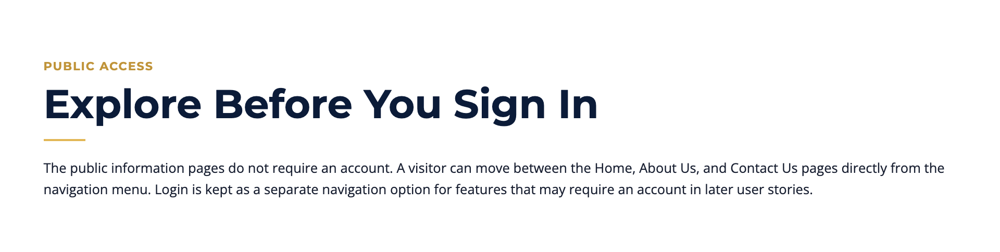 PUBLIC ACCESS
Explore Before You Sign In
The public information pages do not require an account. A visitor can move between the Home, About Us, and Contact Us pages directly from the
navigation menu. Login is kept as a separate navigation option for features that may require an account in later user stories.